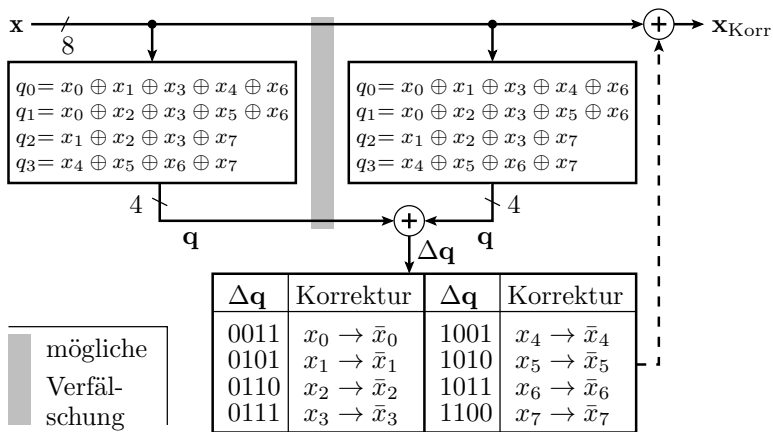 x 8 + x_Korr
q₀= x₀ ⊕ x₁ ⊕ x₃ ⊕ x₄ ⊕ x₆
q₁= x₀ ⊕ x₂ ⊕ x₃ ⊕ x₅ ⊕ x₆
q₂= x₁ ⊕ x₂ ⊕ x₃ ⊕ x₇
q₃= x₄ ⊕ x₅ ⊕ x₆ ⊕ x₇
q₀= x₀ ⊕ x₁ ⊕ x₃ ⊕ x₄ ⊕ x₆
q₁= x₀ ⊕ x₂ ⊕ x₃ ⊕ x₅ ⊕ x₆
q₂= x₁ ⊕ x₂ ⊕ x₃ ⊕ x₇
q₃= x₄ ⊕ x₅ ⊕ x₆ ⊕ x₇
4 + 4
q q
Δq
Δq Korrektur Δq Korrektur
0011 x₀ → x̄₀ 1001 x₄ → x̄₄
0101 x₁ → x̄₁ 1010 x₅ → x̄₅
0110 x₂ → x̄₂ 1011 x₆ → x̄₆
0111 x₃ → x̄₃ 1100 x₇ → x̄₇
mögliche
Verfäl-
schung